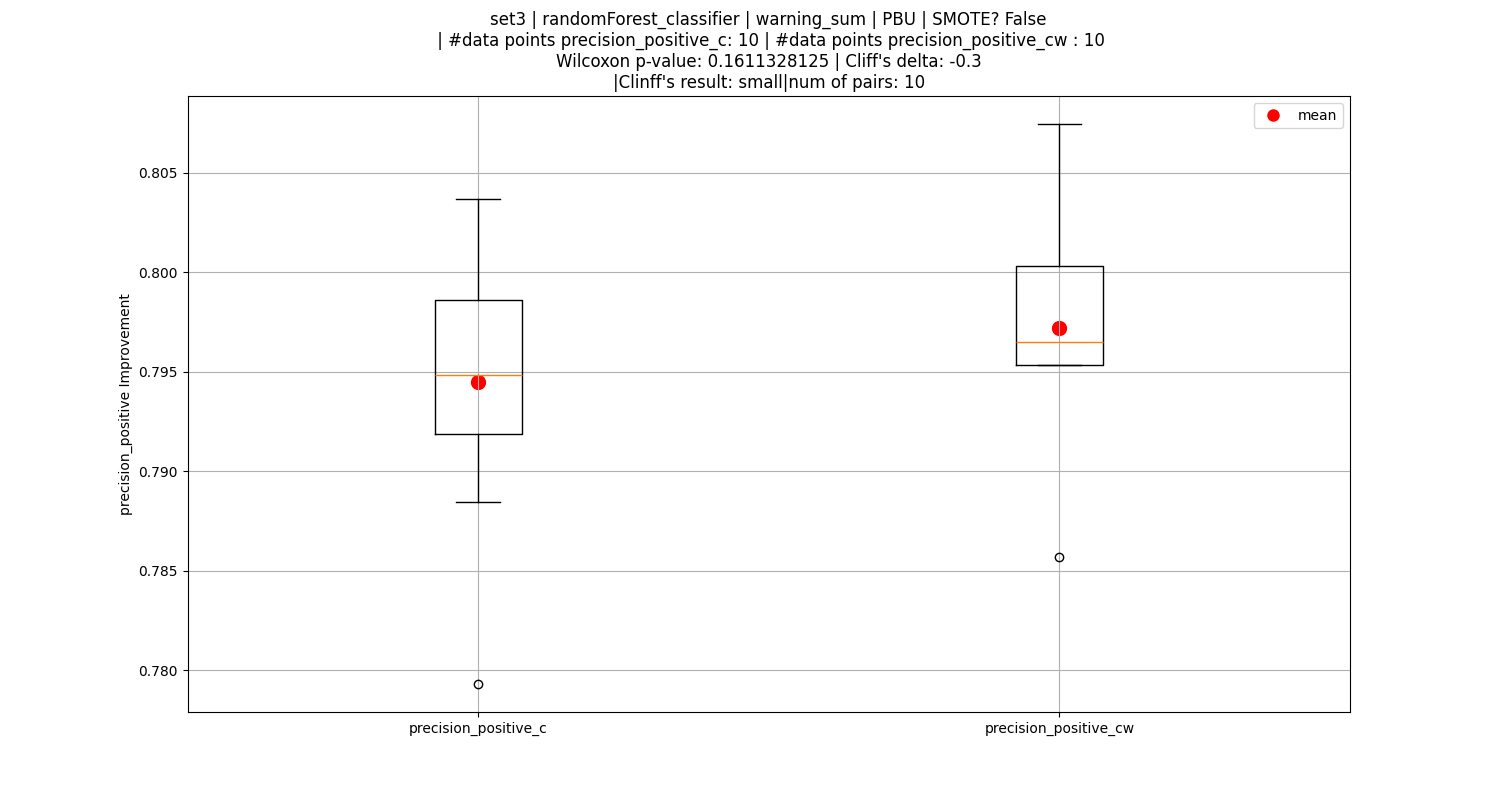 set3 | randomForest_classifier | warning_sum | PBU | SMOTE? False
| #data points precision_positive_c: 10 | #data points precision_positive_cw : 10
Wilcoxon p-value: 0.1611328125 | Cliff's delta: -0.3
|Clinff's result: small|num of pairs: 10
mean
0.805
0.800
0.795
0.790
0.785
0.780
precision_positive Improvement
precision_positive_c
precision_positive_cw